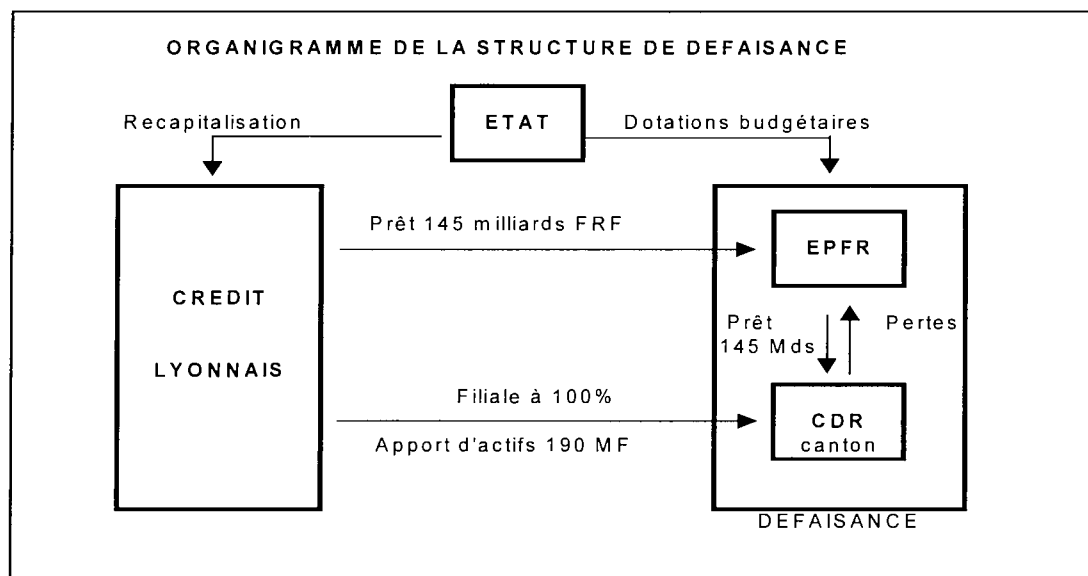 ORGANIGRAMME DE LA STRUCTURE DE DEFAISANCE
ETAT
Recapitalisation
Dotations budgétaires
Prêt 145 milliards FRF
EPFR
CREDIT
LYONNAIS
Prêt
145 Mds
Pertes
Filiale à 100%
Apport d'actifs 190 MF
CDR
canton
DEFAISANCE